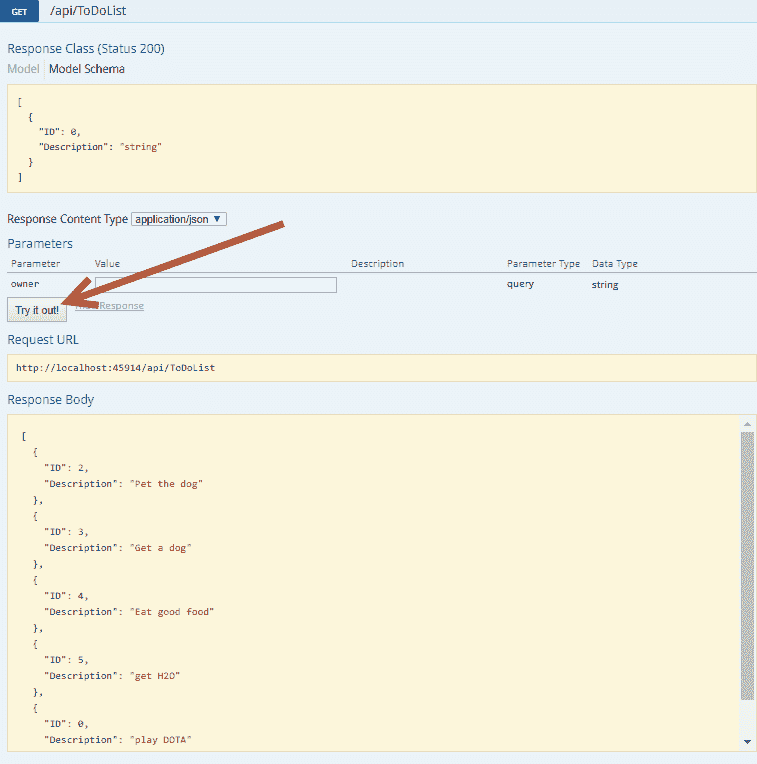 GET /api/ToDoList
Response Class (Status 200)
Model Model Schema
[
{
"ID": 0,
"Description": "string"
}
]
Response Content Type application/json
Parameters
Parameter Value Description Parameter Type Data Type
owner query string
Try it out! Response
Request URL
http://localhost:45914/api/ToDoList
Response Body
[
{
"ID": 2,
"Description": "Pet the dog"
},
{
"ID": 3,
"Description": "Get a dog"
},
{
"ID": 4,
"Description": "Eat good food"
},
{
"ID": 5,
"Description": "get H2O"
},
{
"ID": 0,
"Description": "play DOTA"